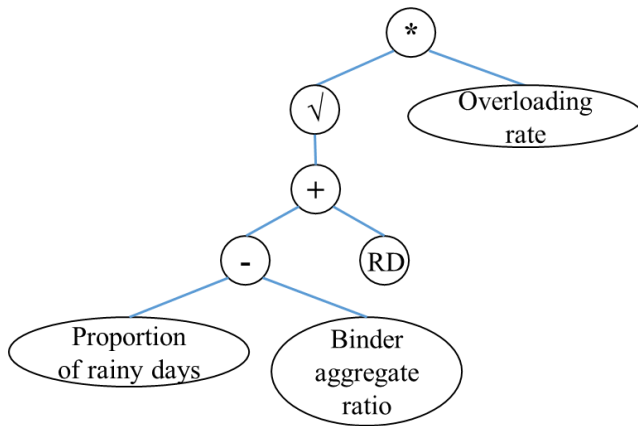 *
√
Overloading
rate
+
-
RD
Proportion
of rainy days
Binder
aggregate
ratio